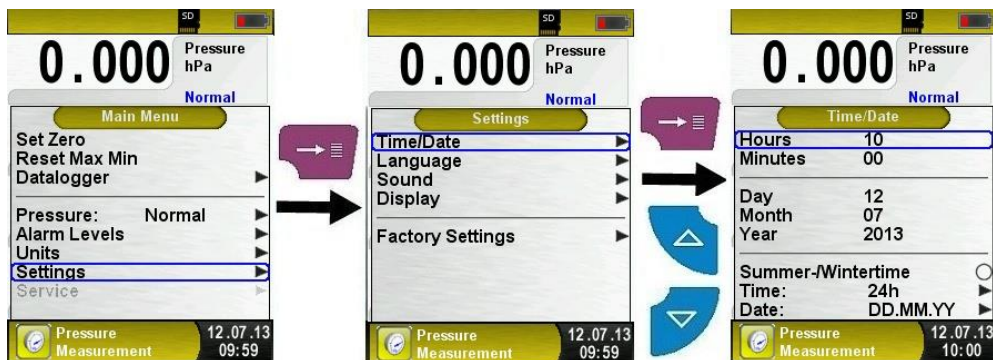 SD
0.000
Pressure
hPa
Normal
Main Menu
Set Zero
Reset Max Min
Datalogger
Pressure: Normal
Alarm Levels
Units
Settings
Service
Pressure
Measurement
12.07.13
09:59
SD
0.000
Pressure
hPa
Normal
Settings
Time/Date
Language
Sound
Display
Factory Settings
Pressure
Measurement
12.07.13
09:59
SD
0.000
Pressure
hPa
Normal
Time/Date
Hours 10
Minutes 00
Day 12
Month 07
Year 2013
Summer-/Wintertime
Time: 24h
Date: DD.MM.YY
Pressure
Measurement
12.07.13
10:00